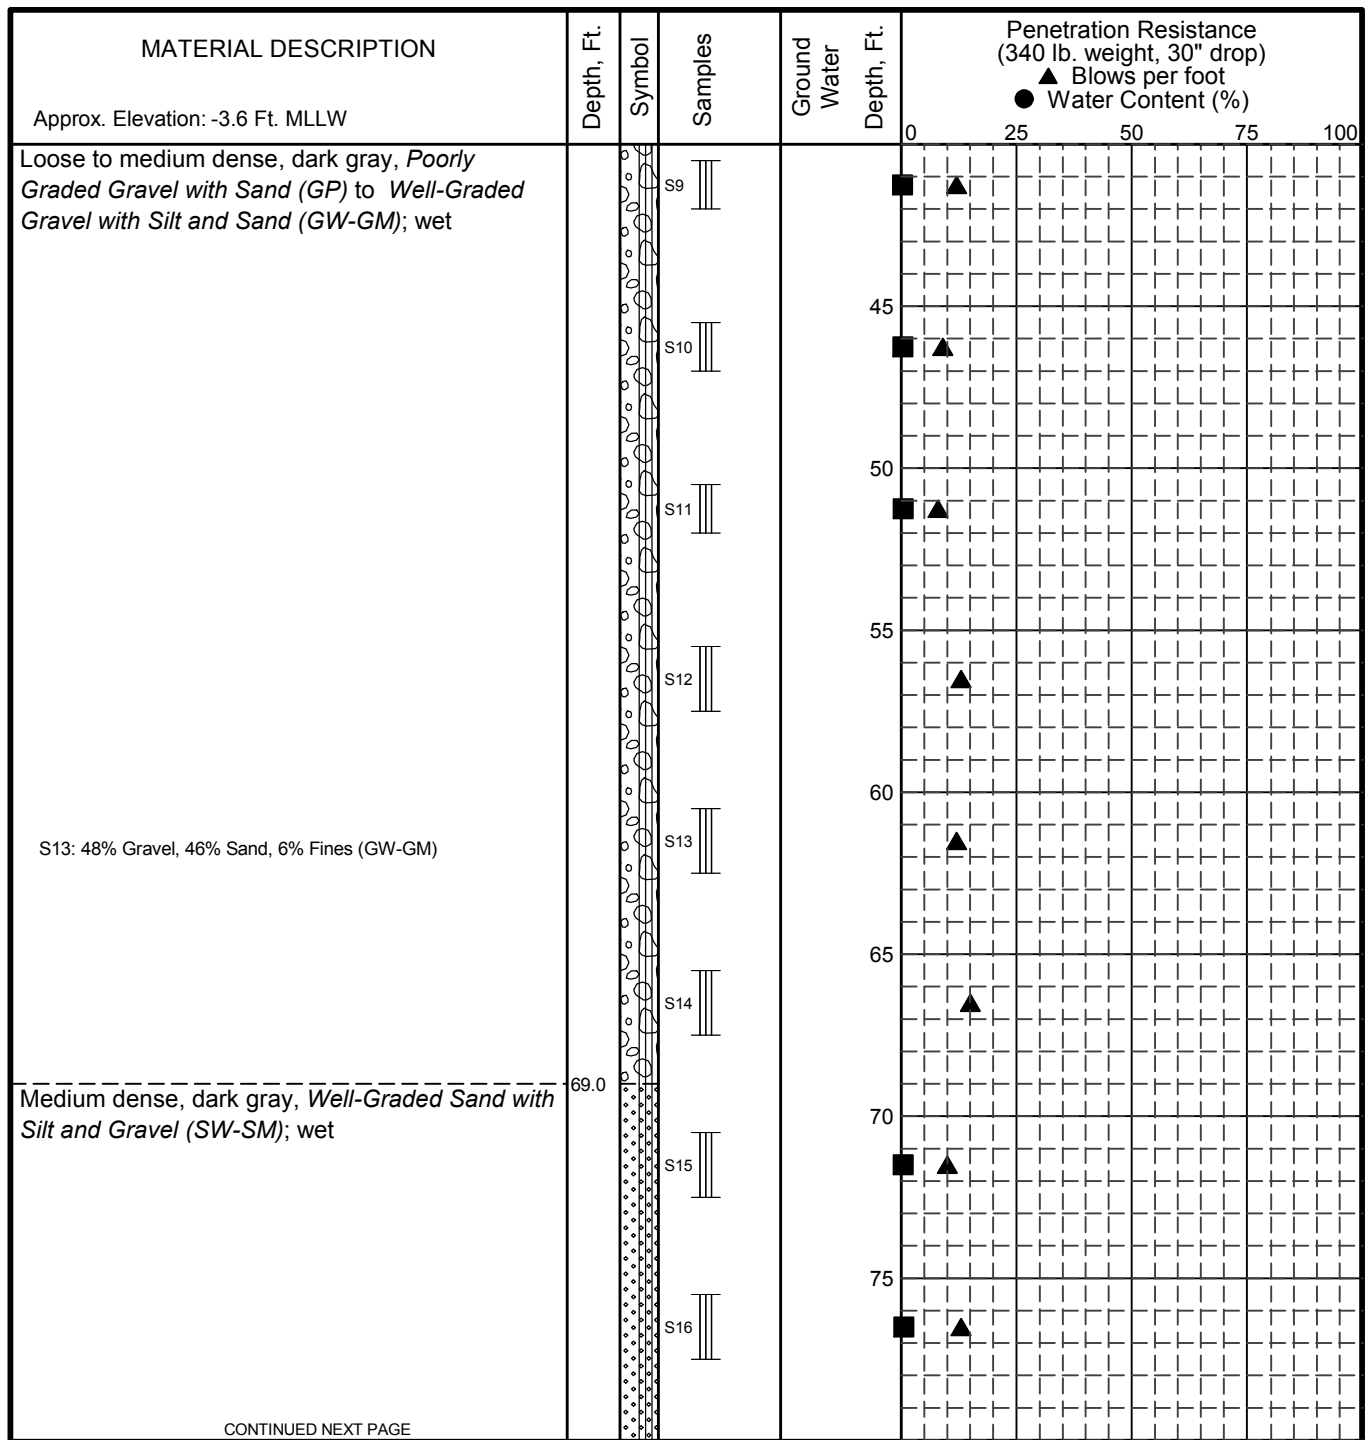 MATERIAL DESCRIPTION
Approx. Elevation: -3.6 Ft. MLLW
Depth, Ft.
Symbol
Samples
Ground
Water
Depth, Ft.
Penetration Resistance
(340 lb. weight, 30" drop)
▲ Blows per foot
● Water Content (%)
0 25 50 75 100
Loose to medium dense, dark gray, Poorly
Graded Gravel with Sand (GP) to Well-Graded
Gravel with Silt and Sand (GW-GM); wet
S9
45
S10
50
S11
55
S12
60
S13
S13: 48% Gravel, 46% Sand, 6% Fines (GW-GM)
65
S14
69.0
Medium dense, dark gray, Well-Graded Sand with
Silt and Gravel (SW-SM); wet
70
S15
75
S16
CONTINUED NEXT PAGE